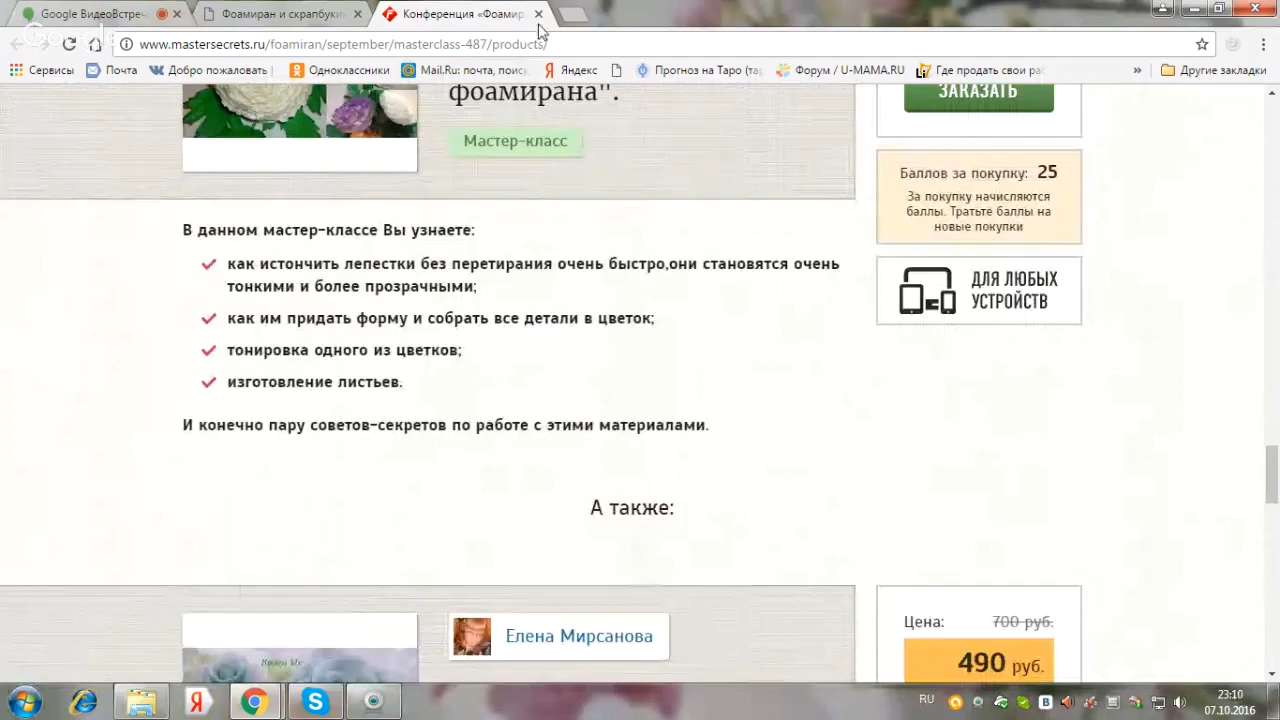 Google ВидеоВстреч
Фоамиран и скрапбуки
Конференция «Фоамир
www.mastersecrets.ru/foamiran/september/masterclass-487/products/
Сервисы
Почта
Добро пожаловать
Одноклассники
Mail.Ru: почта, поиск
Яндекс
Прогноз на Таро (та
Форум / U-MAMA.RU
Где продать свои ра
»
Другие закладки
фоамирана".
Мастер-класс
ЗАКАЗАТЬ
Баллов за покупку: 25
За покупку начисляются
баллы. Тратьте баллы на
новые покупки
ДЛЯ ЛЮБЫХ
УСТРОЙСТВ
В данном мастер-классе Вы узнаете:
как истончить лепестки без перетирания очень быстро,они становятся очень
тонкими и более прозрачными;
как им придать форму и собрать все детали в цветок;
тонировка одного из цветков;
изготовление листьев.
И конечно пару советов-секретов по работе с этими материалами.
А также:
Елена Мирсанова
Цена: 700 руб.
490 руб.
RU
23:10
07.10.2016